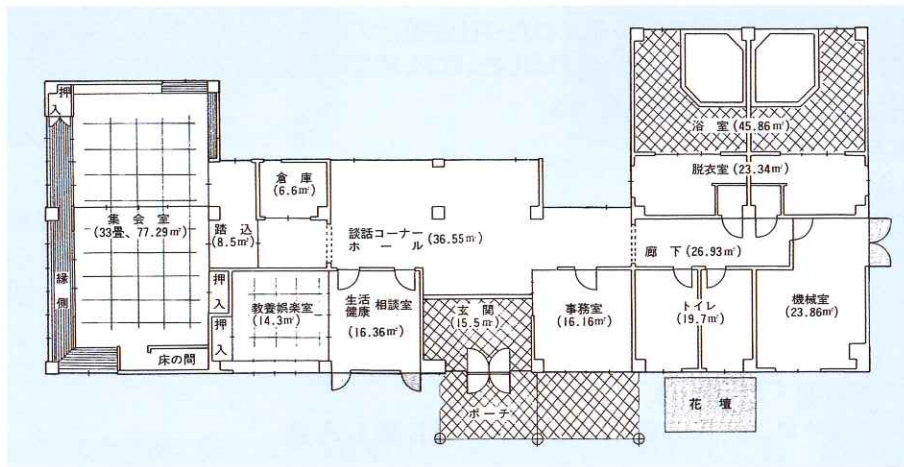 押入
浴室(45.86㎡)
脱衣室(23.34㎡)
倉庫
(6.6㎡)
集会室
(33畳、77.29㎡)
踏込
(8.5㎡)
談話コーナー
ホール
(36.55㎡)
廊下(26.93㎡)
縁側
押入
押入
教養娯楽室
(14.3㎡)
生活
健康
相談室
(16.36㎡)
玄関
(15.5㎡)
事務室
(16.16㎡)
トイレ
(19.7㎡)
機械室
(23.86㎡)
床の間
ポーチ
花壇